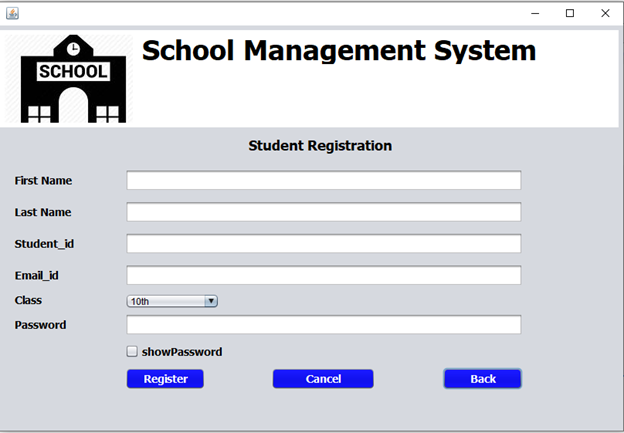 SCHOOL
School Management System
Student Registration
First Name
Last Name
Student_id
Email_id
Class 10th
Password
showPassword
Register Cancel Back